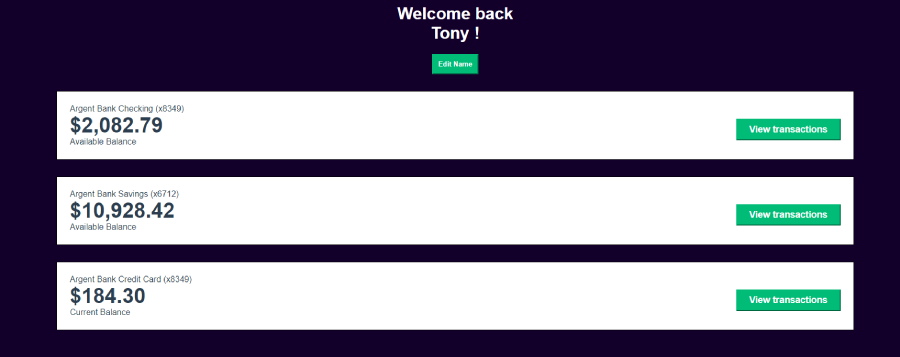 Welcome back
Tony !
Edit Name
Argent Bank Checking (x8349)
$2,082.79
Available Balance
View transactions
Argent Bank Savings (x6712)
$10,928.42
Available Balance
View transactions
Argent Bank Credit Card (x8349)
$184.30
Current Balance
View transactions